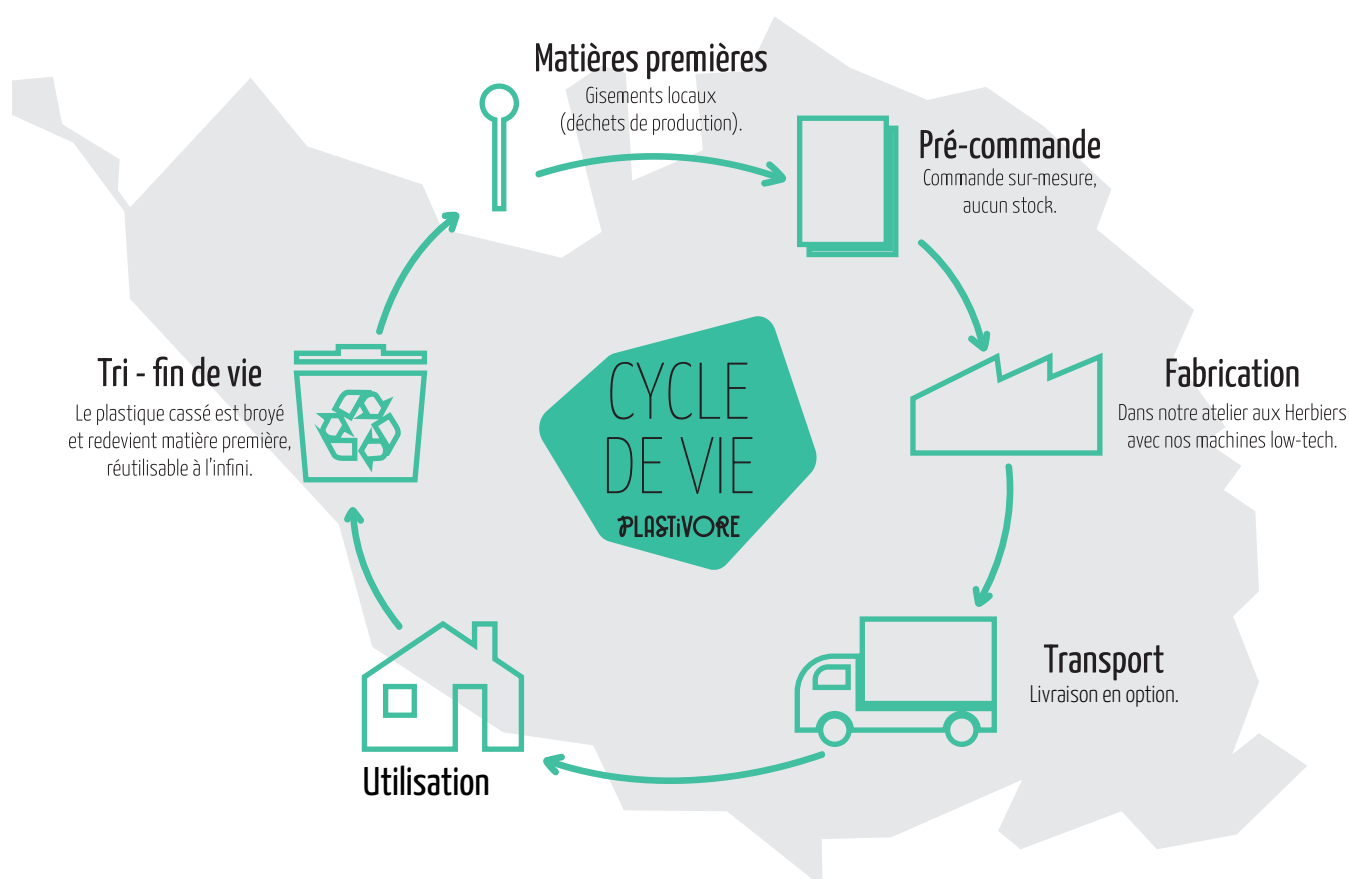 Matières premières
Gisements locaux
(déchets de production).
Pré-commande
Commande sur-mesure,
aucun stock.
Fabrication
Dans notre atelier aux Herbiers
avec nos machines low-tech.
Transport
Livraison en option.
Utilisation
Tri - fin de vie
Le plastique cassé est broyé
et redevient matière première,
réutilisable à l'infini.
CYCLE
DE VIE
PLASTiVORE